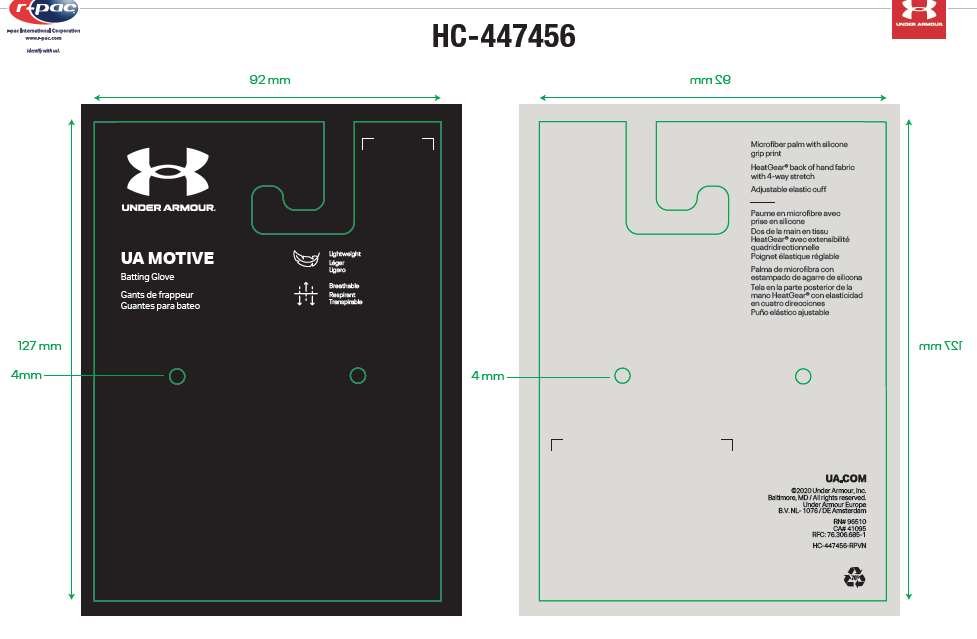 r-pac
r-pac International Corporation
www.r-pac.com
identify with us!
HC-447456
UNDER ARMOUR
92 mm
127 mm
4mm
UNDER ARMOUR.
UA MOTIVE
Batting Glove
Gants de frappeur
Guantes para bateo
Lightweight
Léger
Ligero
Breathable
Respirant
Transpirable
92 mm
127 mm
4 mm
Microfiber palm with silicone
grip print
HeatGear® back of hand fabric
with 4-way stretch
Adjustable elastic cuff
Paume en microfibre avec
prise en silicone
Dos de la main en tissu
HeatGear® avec extensibilité
quadridirectionnelle
Poignet élastique réglable
Palma de microfibra con
estampado de agarre de silicona
Tela en la parte posterior de la
mano HeatGear® con elasticidad
en cuatro direcciones
Puño elástico ajustable
UA.COM
©2020 Under Armour, Inc.
Baltimore, MD / All rights reserved.
Under Armour Europe
B.V. NL- 1076 / DE Amsterdam
RN# 96510
CA# 41095
RFC: 76.306.685-1
HC-447456-RPVN